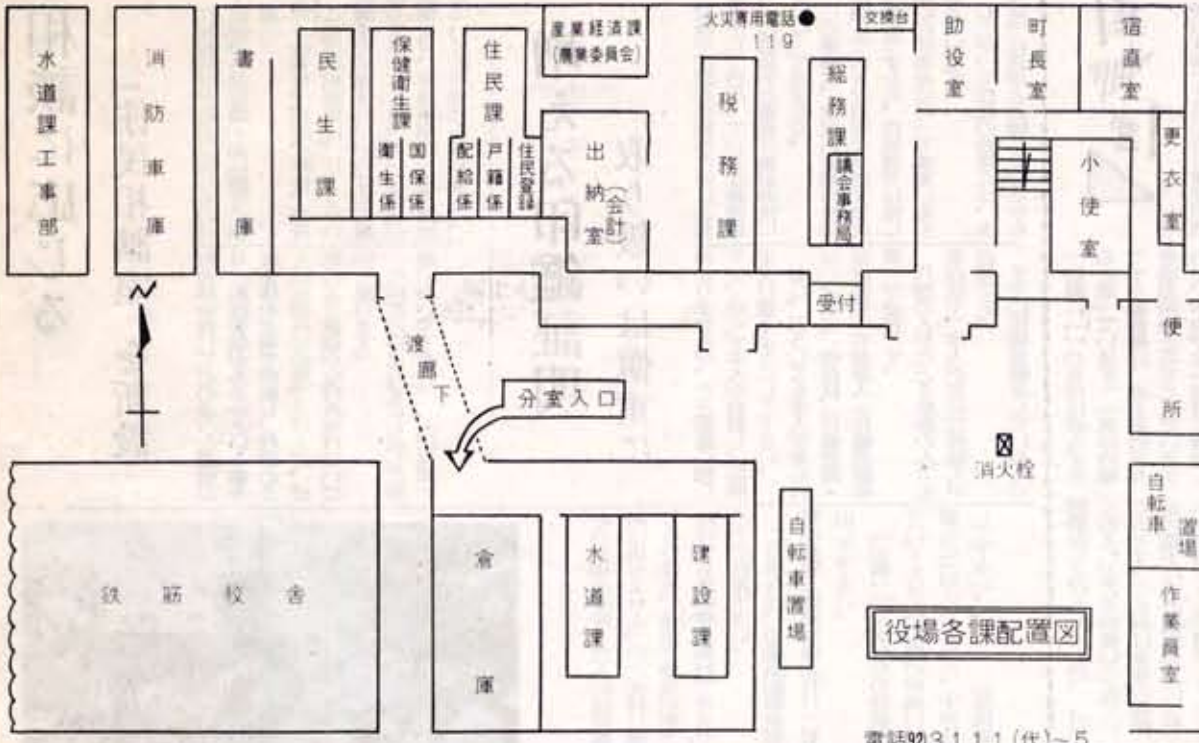 水道課工事部
消防車庫
書庫
民生課
保健衛生課
衛生係
国保係
住民課
配給係
戸籍係
住民登録
産業経済課
(農業委員会)
出納室
(会計)
火災専用電話●
119
税務課
交換台
総務課
議会事務局
助役室
町長室
宿直室
更衣室
小使室
受付
便所
渡廊下
分室入口
消火栓
鉄筋校舎
倉庫
水道課
建設課
自転車置場
自転車置場
作業員室
役場各課配置図
電話92)3111(代)~5
N